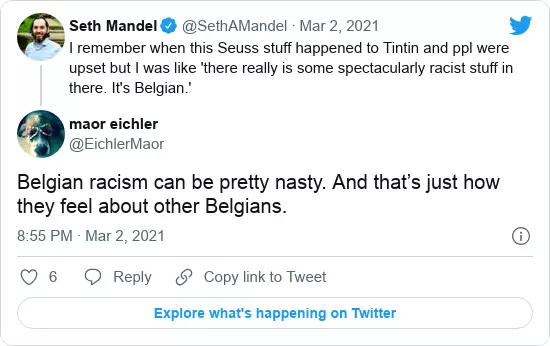 Seth Mandel @SethAMandel · Mar 2, 2021
I remember when this Seuss stuff happened to Tintin and ppl were
upset but I was like 'there really is some spectacularly racist stuff in
there. It's Belgian.'
maor eichler
@EichlerMaor
Belgian racism can be pretty nasty. And that’s just how
they feel about other Belgians.
8:55 PM · Mar 2, 2021
6 Reply Copy link to Tweet
Explore what's happening on Twitter